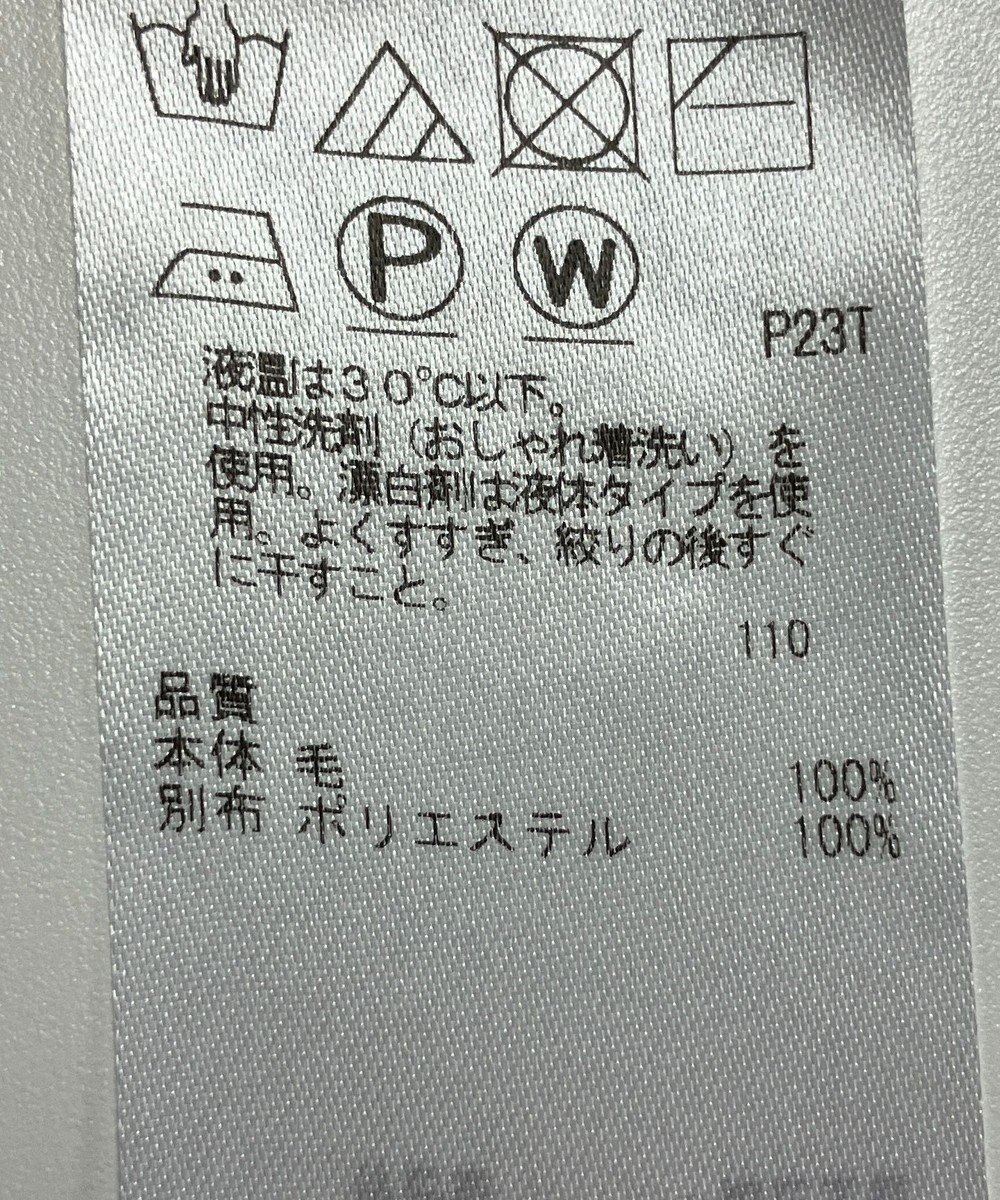 P
W
P23T
液温は30℃以下。
中性洗剤(おしゃれ着洗い)を
使用。漂白剤は液体タイプを使
用。よくすすぎ、絞りの後すぐ
に干すこと。
110
品質
本体 毛 100%
別布 ポリエステル 100%